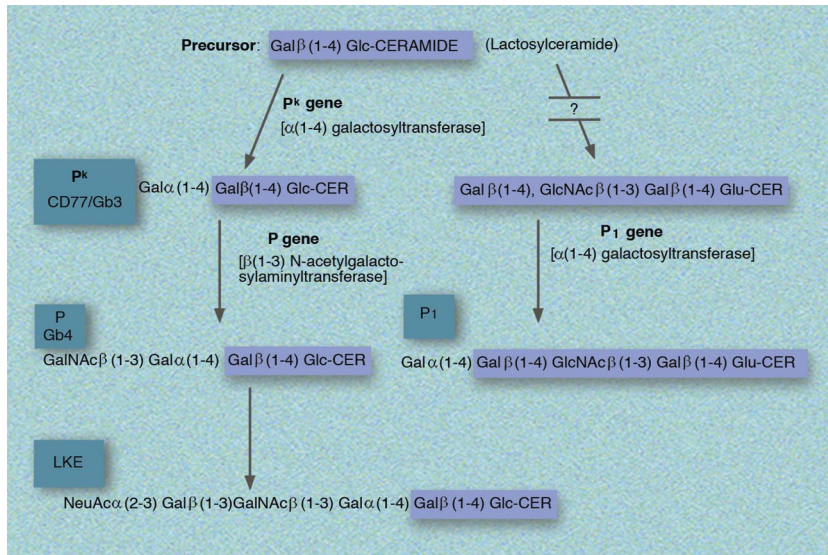 Precursor: Galβ(1-4) Glc-CERAMIDE (Lactosylceramide)
Pᵏ gene
[α(1-4) galactosyltransferase]
?
Pᵏ
CD77/Gb3
Galα(1-4) Galβ(1-4) Glc-CER
Galβ(1-4), GlcNAcβ(1-3) Galβ(1-4) Glu-CER
P gene
[β(1-3) N-acetylgalacto-
sylaminyltransferase]
P₁ gene
[α(1-4) galactosyltransferase]
P
Gb4
GalNAcβ(1-3) Galα(1-4) Galβ(1-4) Glc-CER
P₁
Galα(1-4) Galβ(1-4) GlcNAcβ(1-3) Galβ(1-4) Glu-CER
LKE
NeuAcα(2-3) Galβ(1-3)GalNAcβ(1-3) Galα(1-4) Galβ(1-4) Glc-CER